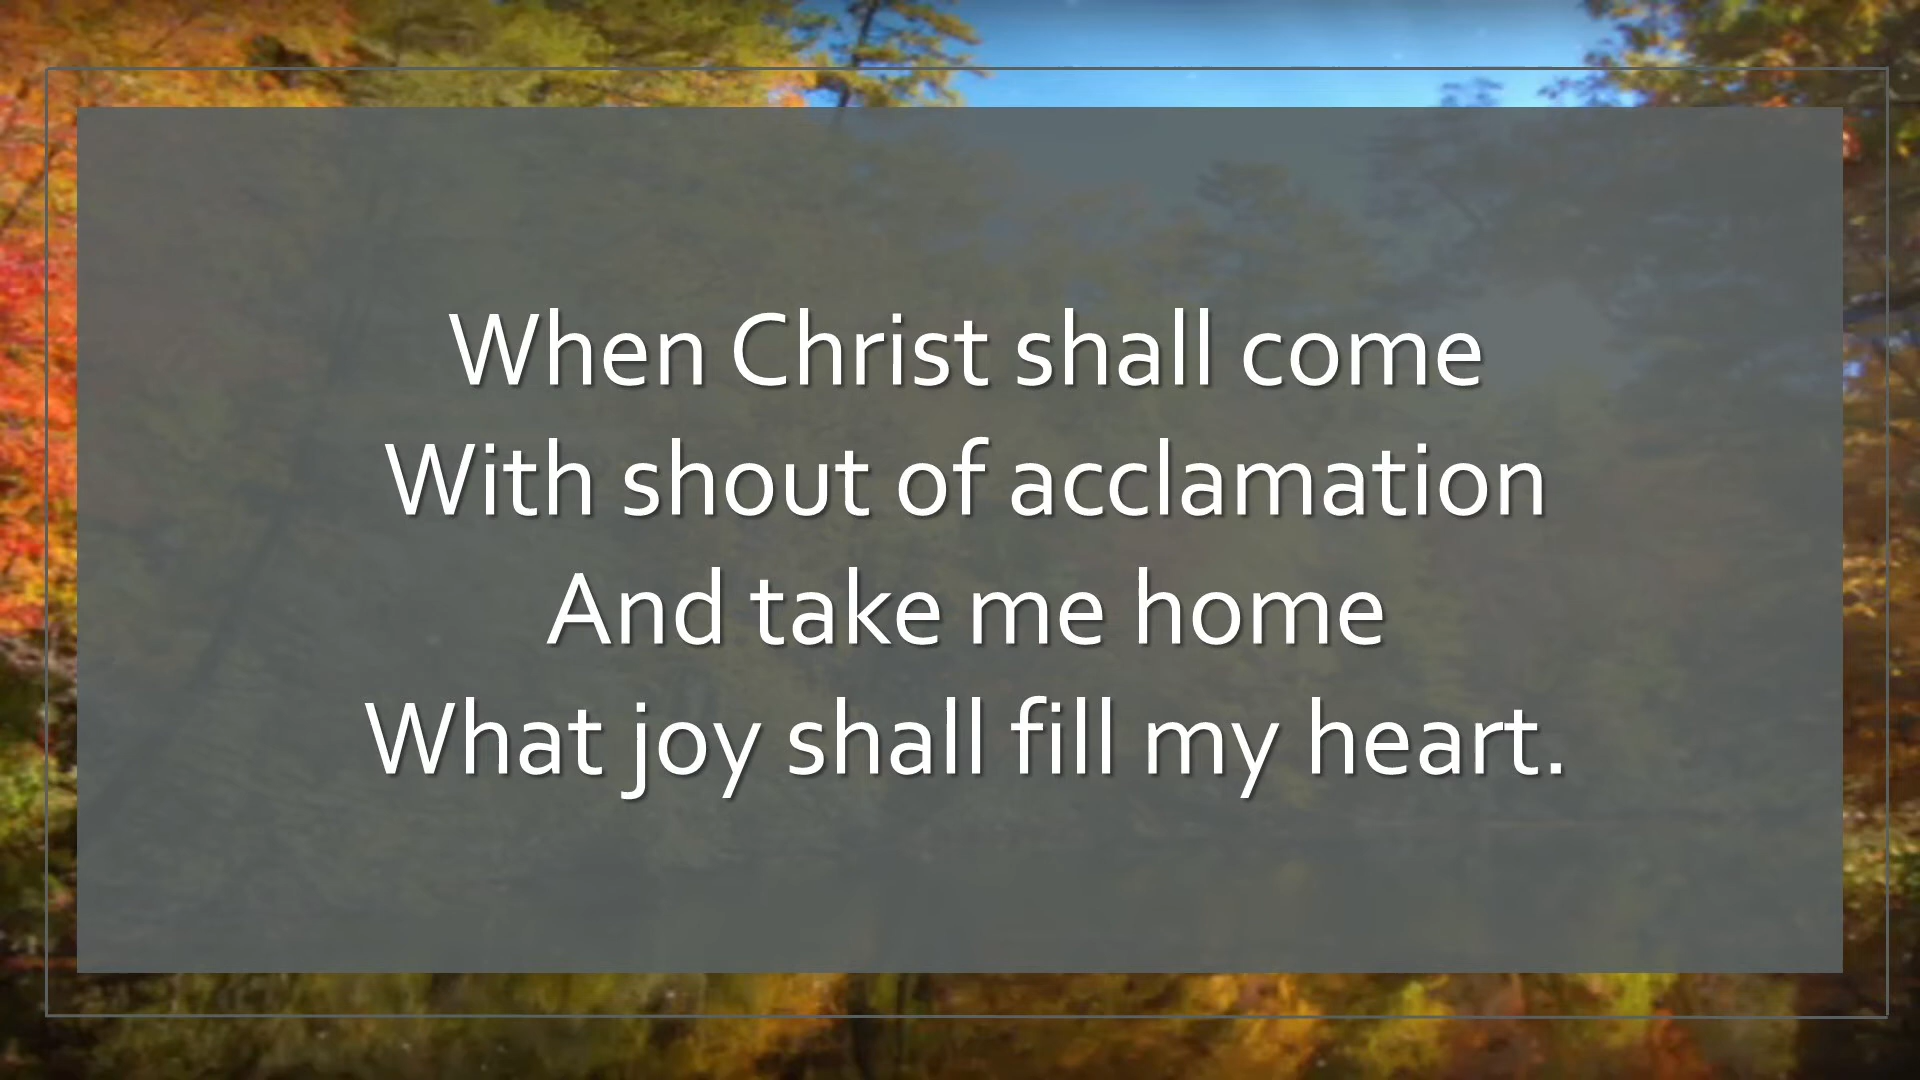 When Christ shall come
With shout of acclamation
And take me home
What joy shall fill my heart.